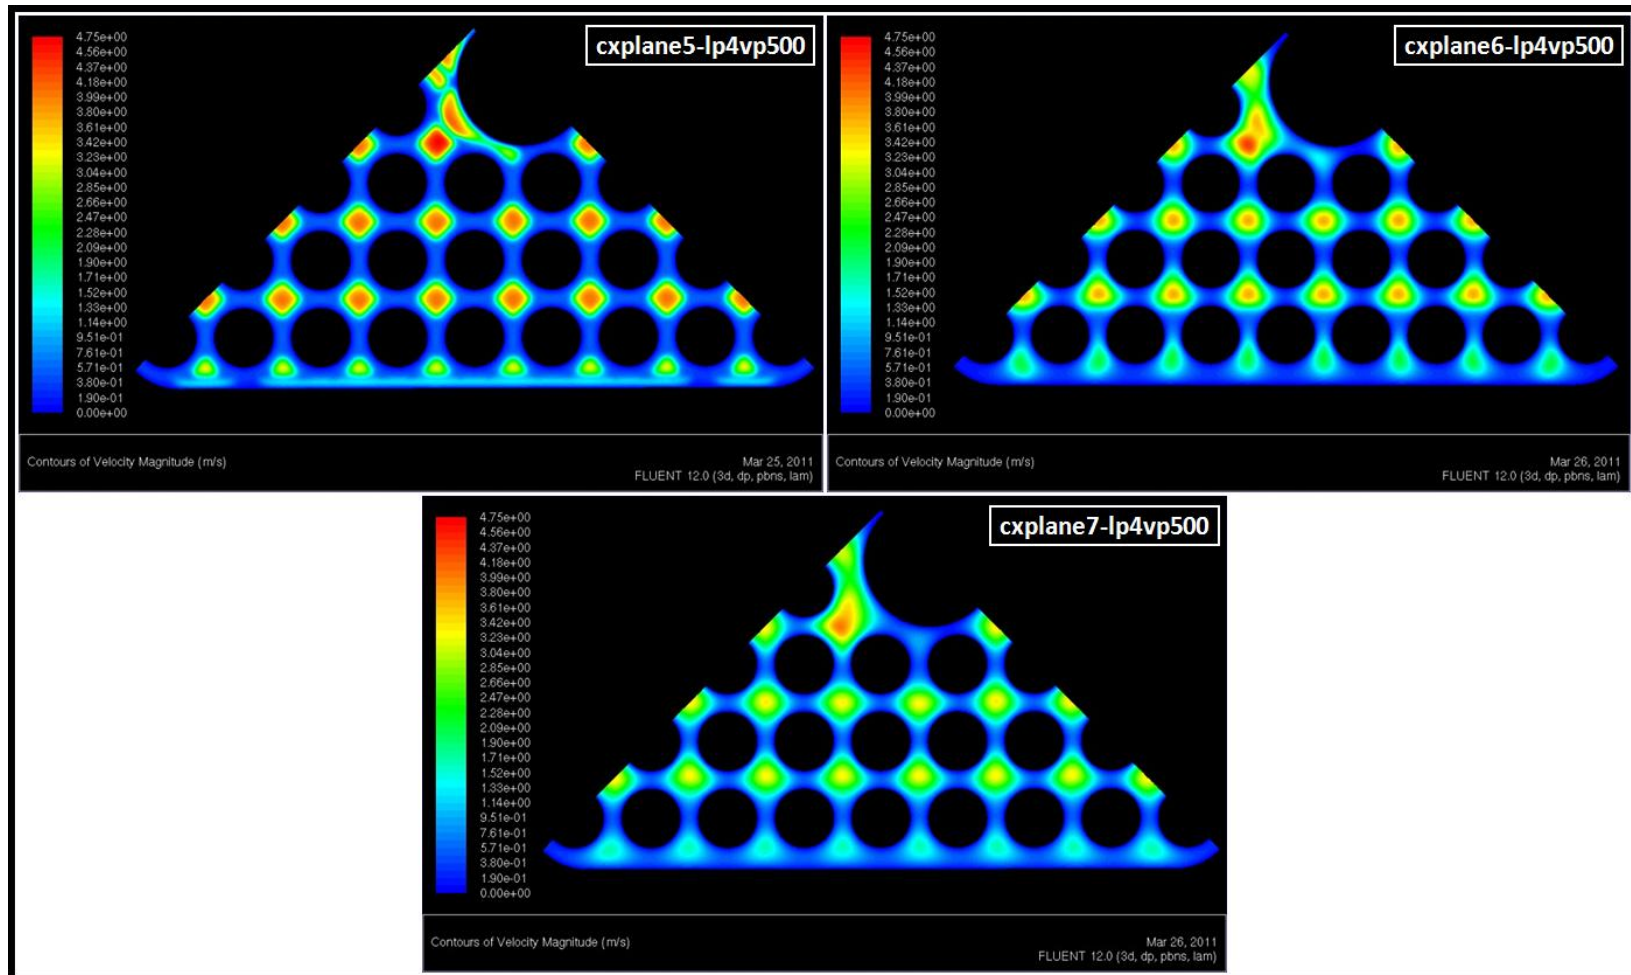 cxplane5-lp4vp500
4.75e+00
4.56e+00
4.37e+00
4.18e+00
3.99e+00
3.80e+00
3.61e+00
3.42e+00
3.23e+00
3.04e+00
2.85e+00
2.66e+00
2.47e+00
2.28e+00
2.09e+00
1.90e+00
1.71e+00
1.52e+00
1.33e+00
1.14e+00
9.51e-01
7.61e-01
5.71e-01
3.80e-01
1.90e-01
0.00e+00
Contours of Velocity Magnitude (m/s)
Mar 25, 2011
FLUENT 12.0 (3d, dp, pbns, lam)
cxplane6-lp4vp500
4.75e+00
4.56e+00
4.37e+00
4.18e+00
3.99e+00
3.80e+00
3.61e+00
3.42e+00
3.23e+00
3.04e+00
2.85e+00
2.66e+00
2.47e+00
2.28e+00
2.09e+00
1.90e+00
1.71e+00
1.52e+00
1.33e+00
1.14e+00
9.51e-01
7.61e-01
5.71e-01
3.80e-01
1.90e-01
0.00e+00
Contours of Velocity Magnitude (m/s)
Mar 26, 2011
FLUENT 12.0 (3d, dp, pbns, lam)
cxplane7-lp4vp500
4.75e+00
4.56e+00
4.37e+00
4.18e+00
3.99e+00
3.80e+00
3.61e+00
3.42e+00
3.23e+00
3.04e+00
2.85e+00
2.66e+00
2.47e+00
2.28e+00
2.09e+00
1.90e+00
1.71e+00
1.52e+00
1.33e+00
1.14e+00
9.51e-01
7.61e-01
5.71e-01
3.80e-01
1.90e-01
0.00e+00
Contours of Velocity Magnitude (m/s)
Mar 26, 2011
FLUENT 12.0 (3d, dp, pbns, lam)